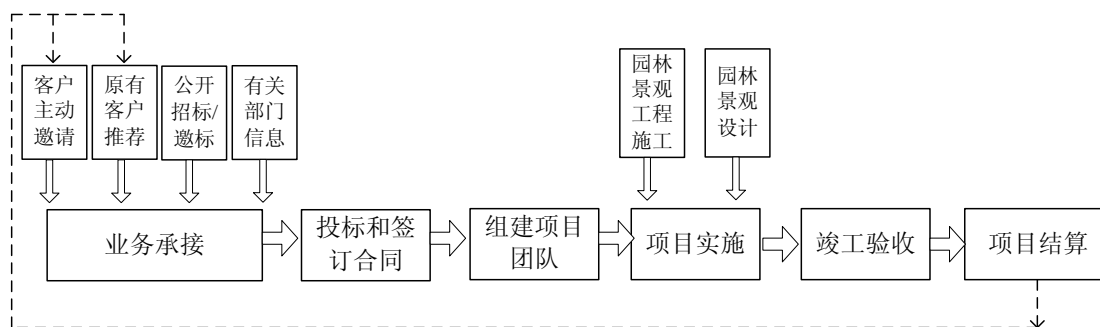 客户
主动
邀请
原有
客户
推荐
公开
招标/
邀标
有关
部门
信息
园林
景观
工程
施工
园林
景观
设计
业务承接
投标和签
订合同
组建项目
团队
项目实施
竣工验收
项目结算